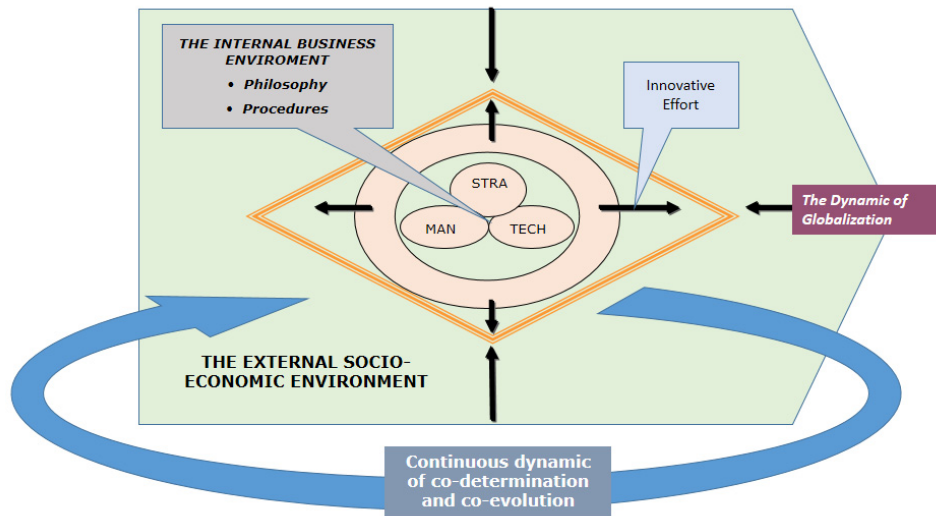 THE INTERNAL BUSINESS
ENVIROMENT
• Philosophy
• Procedures
Innovative
Effort
STRA
MAN
TECH
The Dynamic of
Globalization
THE EXTERNAL SOCIO-
ECONOMIC ENVIRONMENT
Continuous dynamic
of co-determination
and co-evolution